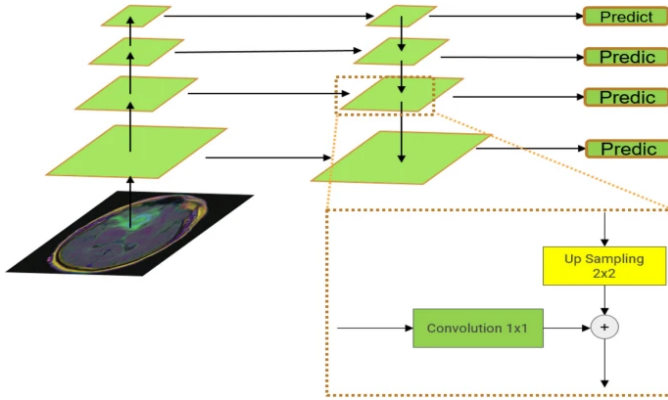 Predict
Predic
Predic
Predic
Up Sampling
2x2
Convolution 1x1
+